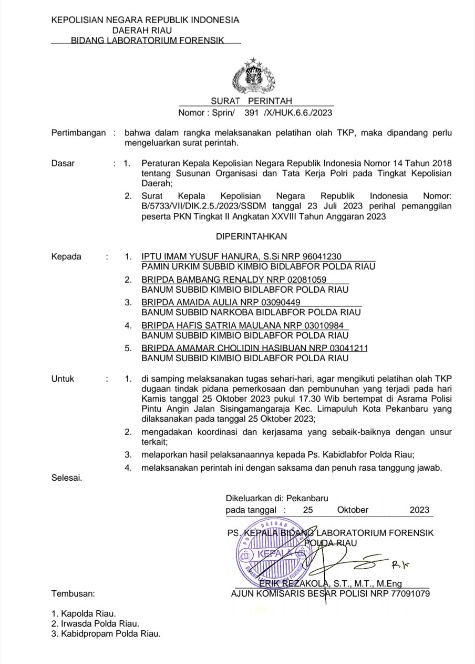 KEPOLISIAN NEGARA REPUBLIK INDONESIA
DAERAH RIAU
BIDANG LABORATORIUM FORENSIK
SURAT PERINTAH
Nomor : Sprin/ 391 /X/HUK.6.6./2023
Pertimbangan : bahwa dalam rangka melaksanakan pelatihan olah TKP, maka dipandang perlu
mengeluarkan surat perintah.
Dasar : 1. Peraturan Kepala Kepolisian Negara Republik Indonesia Nomor 14 Tahun 2018
tentang Susunan Organisasi dan Tata Kerja Polri pada Tingkat Kepolisian
Daerah;
2. Surat Kepala Kepolisian Negara Republik Indonesia Nomor:
B/5733/VII/DIK.2.5./2023/SSDM tanggal 23 Juli 2023 perihal pemanggilan
peserta PKN Tingkat II Angkatan XXVIII Tahun Anggaran 2023
DIPERINTAHKAN
Kepada : 1. IPTU IMAM YUSUF HANURA, S.Si NRP 96041230
PAMIN URKIM SUBBID KIMBIO BIDLABFOR POLDA RIAU
2. BRIPDA BAMBANG RENALDY NRP 02081059
BANUM SUBBID KIMBIO BIDLABFOR POLDA RIAU
3. BRIPDA AMAIDA AULIA NRP 03090449
BANUM SUBBID NARKOBA BIDLABFOR POLDA RIAU
4. BRIPDA HAFIS SATRIA MAULANA NRP 03010984
BANUM SUBBID KIMBIO BIDLABFOR POLDA RIAU
5. BRIPDA AMAMAR CHOLIDIN HASIBUAN NRP 03041211
BANUM SUBBID KIMBIO BIDLABFOR POLDA RIAU
Untuk : 1. di samping melaksanakan tugas sehari-hari, agar mengikuti pelatihan olah TKP
dugaan tindak pidana pemerkosaan dan pembunuhan yang terjadi pada hari
Kamis tanggal 25 Oktober 2023 pukul 17.30 Wib bertempat di Asrama Polisi
Pintu Angin Jalan Sisingamangaraja Kec. Limapuluh Kota Pekanbaru yang
dilaksanakan pada tanggal 25 Oktober 2023;
2. mengadakan koordinasi dan kerjasama yang sebaik-baiknya dengan unsur
terkait;
3. melaporkan hasil pelaksanaannya kepada Ps. Kabidlabfor Polda Riau;
4. melaksanakan perintah ini dengan saksama dan penuh rasa tanggung jawab.
Selesai.
Dikeluarkan di: Pekanbaru
pada tanggal : 25 Oktober 2023
PS. KEPALA BIDANG LABORATORIUM FORENSIK
POLDA RIAU
KEPALA
ERIK REZAKOLA, S.T., M.T., M.Eng
AJUN KOMISARIS BESAR POLISI NRP 77091079
Tembusan:
1. Kapolda Riau.
2. Irwasda Polda Riau.
3. Kabidpropam Polda Riau.